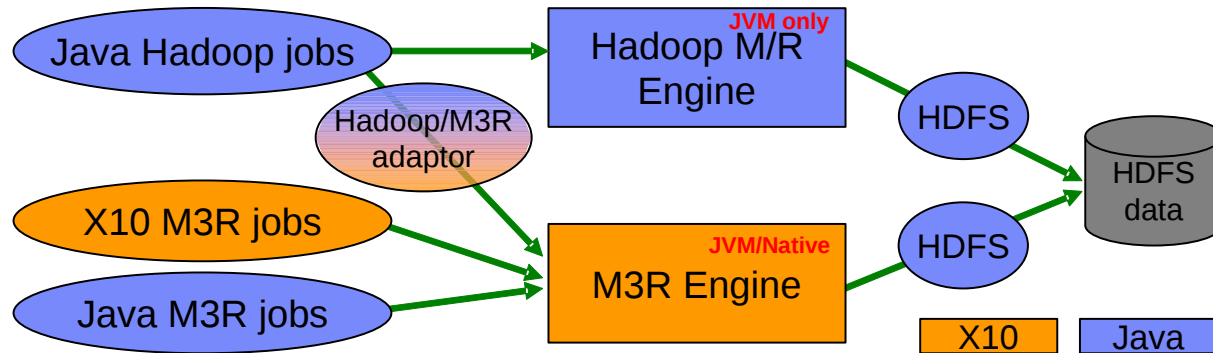 Java Hadoop jobs
JVM only
Hadoop M/R
Engine
Hadoop/M3R
adaptor
HDFS
HDFS
data
X10 M3R jobs
JVM/Native
M3R Engine
HDFS
Java M3R jobs
X10
Java